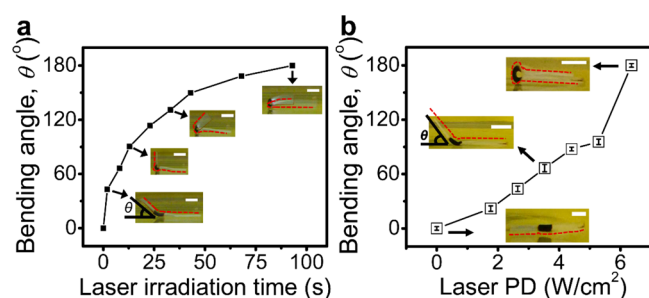 a
180
120
60
0
Bending angle, θ (°)
θ
0 25 50 75 100
Laser irradiation time (s)
b
180
120
60
0
Bending angle, θ (°)
θ
0 2 4 6
Laser PD (W/cm²)